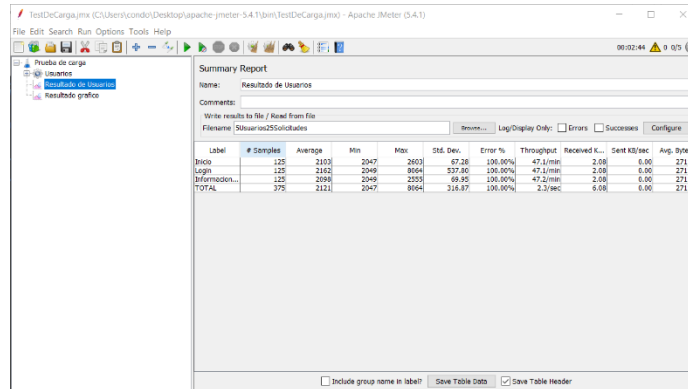 TestDeCarga.jmx (C:\Users\condo\Desktop\apache-jmeter-5.4.1\bin\TestDeCarga.jmx) - Apache JMeter (5.4.1)
File Edit Search Run Options Tools Help
00:02:44 0 0/5
Prueba de carga
Usuarios
Resultado de Usuarios
Resultado grafico
Summary Report
Name: Resultado de Usuarios
Comments:
Write results to file / Read from file
Filename 5Usuarios25Solicitudes Browse... Log/Display Only: Errors Successes Configure
Label # Samples Average Min Max Std. Dev. Error % Throughput Received K... Sent KB/sec Avg. Byte
Inicio 125 2103 2047 2603 67.28 100.00% 47.1/min 2.08 0.00 271
Login 125 2162 2049 8064 537.80 100.00% 47.1/min 2.08 0.00 271
Informacion... 125 2098 2049 2555 69.95 100.00% 47.2/min 2.08 0.00 271
TOTAL 375 2121 2047 8064 316.87 100.00% 2.3/sec 6.08 0.00 271
Include group name in label? Save Table Data Save Table Header